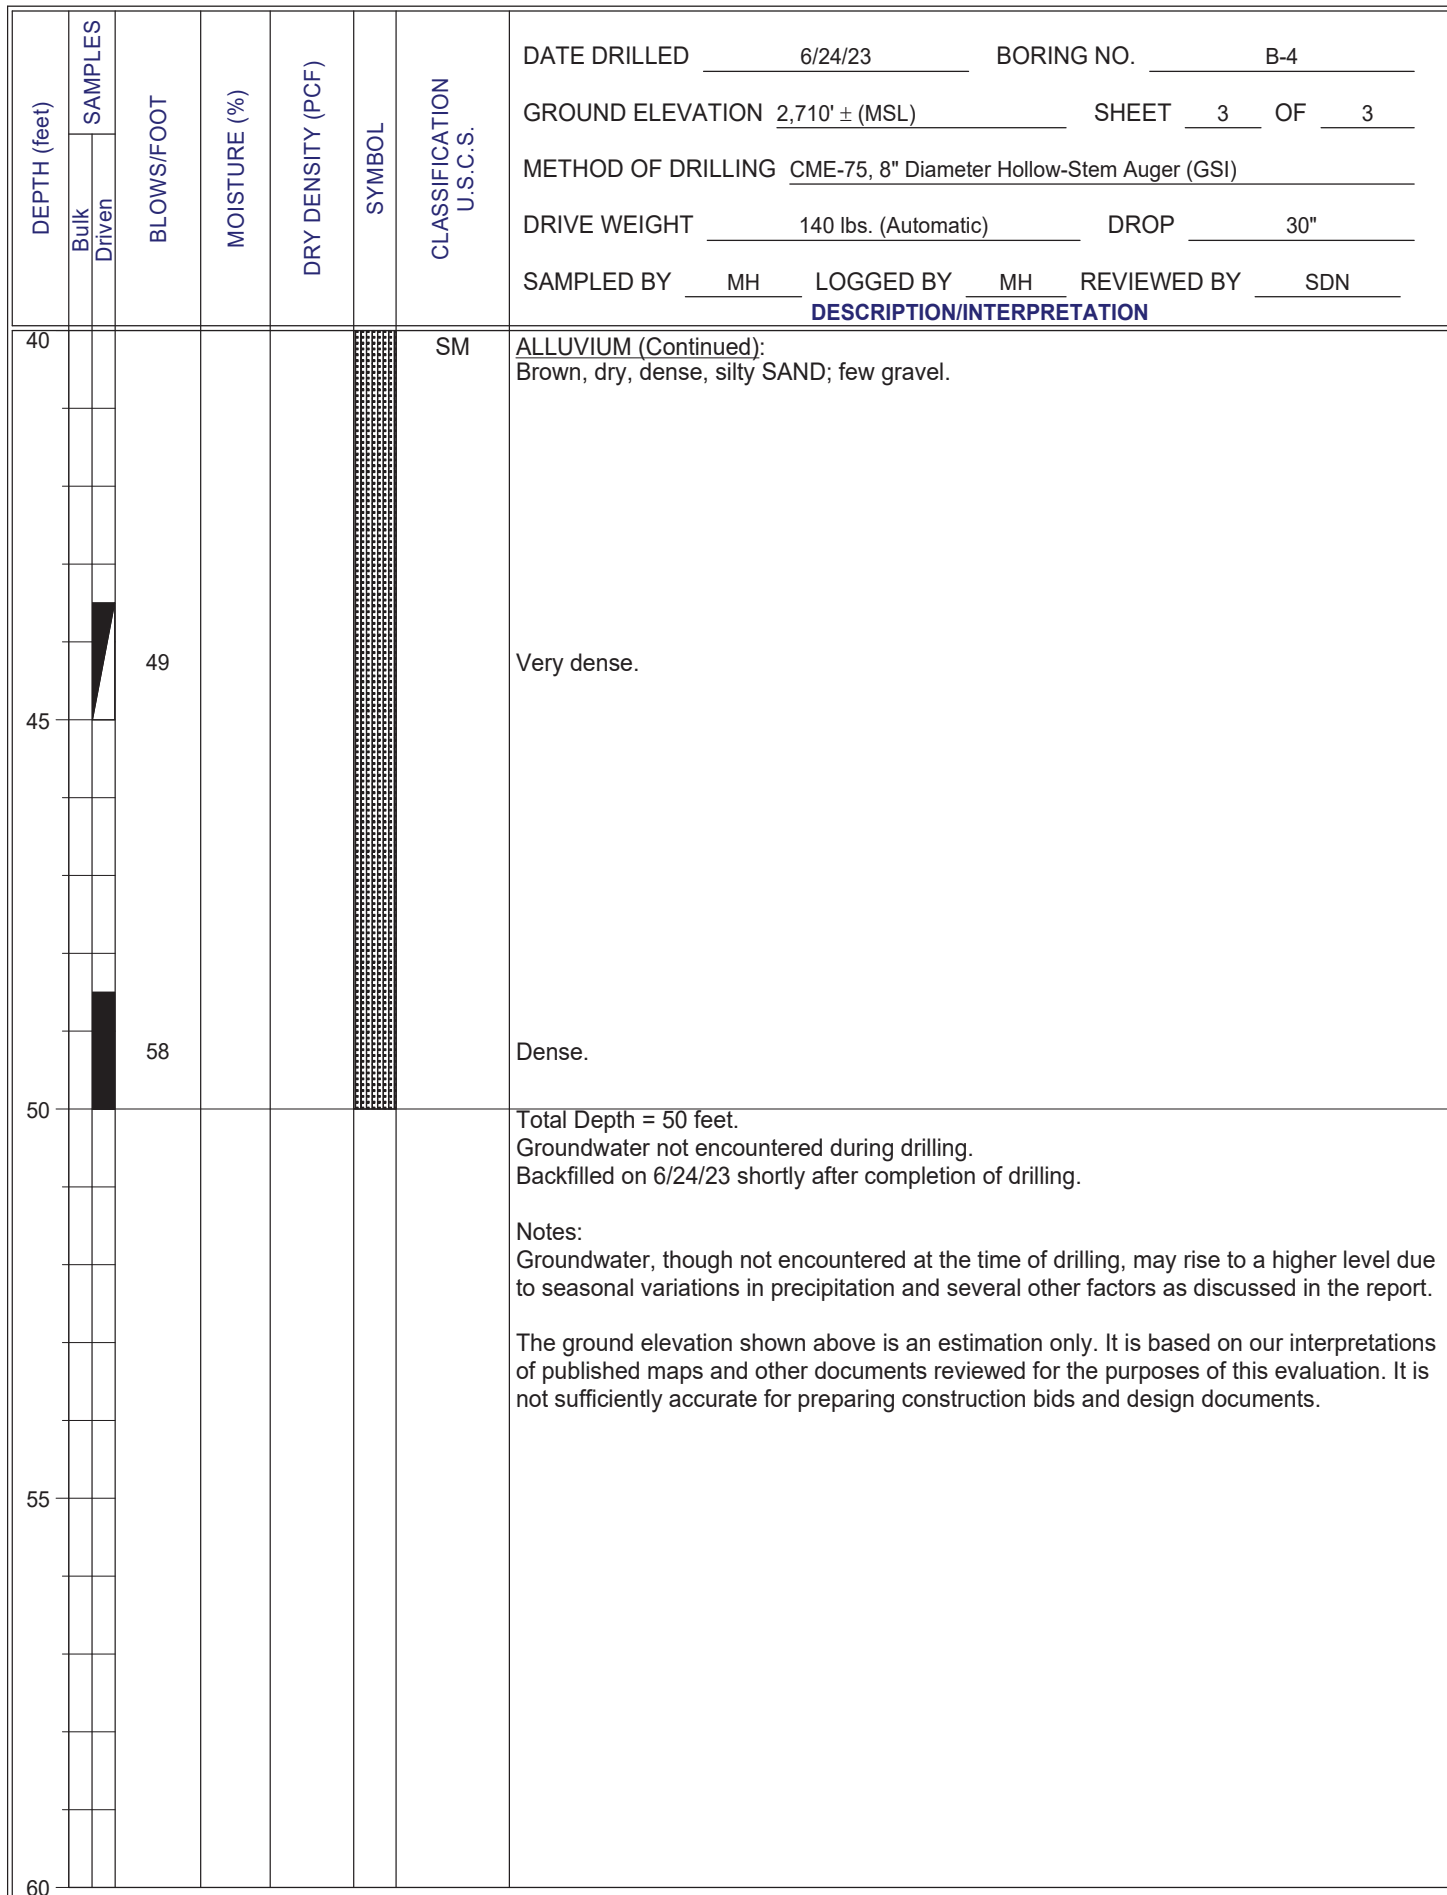 DEPTH (feet)
SAMPLES
Bulk
Driven
BLOWS/FOOT
MOISTURE (%)
DRY DENSITY (PCF)
SYMBOL
CLASSIFICATION
U.S.C.S.
DATE DRILLED 6/24/23 BORING NO. B-4
GROUND ELEVATION 2,710' ± (MSL) SHEET 3 OF 3
METHOD OF DRILLING CME-75, 8" Diameter Hollow-Stem Auger (GSI)
DRIVE WEIGHT 140 lbs. (Automatic) DROP 30"
SAMPLED BY MH LOGGED BY MH REVIEWED BY SDN
DESCRIPTION/INTERPRETATION
40 SM ALLUVIUM (Continued):
Brown, dry, dense, silty SAND; few gravel.
49 Very dense.
45
58 Dense.
50
Total Depth = 50 feet.
Groundwater not encountered during drilling.
Backfilled on 6/24/23 shortly after completion of drilling.
Notes:
Groundwater, though not encountered at the time of drilling, may rise to a higher level due
to seasonal variations in precipitation and several other factors as discussed in the report.
The ground elevation shown above is an estimation only. It is based on our interpretations
of published maps and other documents reviewed for the purposes of this evaluation. It is
not sufficiently accurate for preparing construction bids and design documents.
55
60